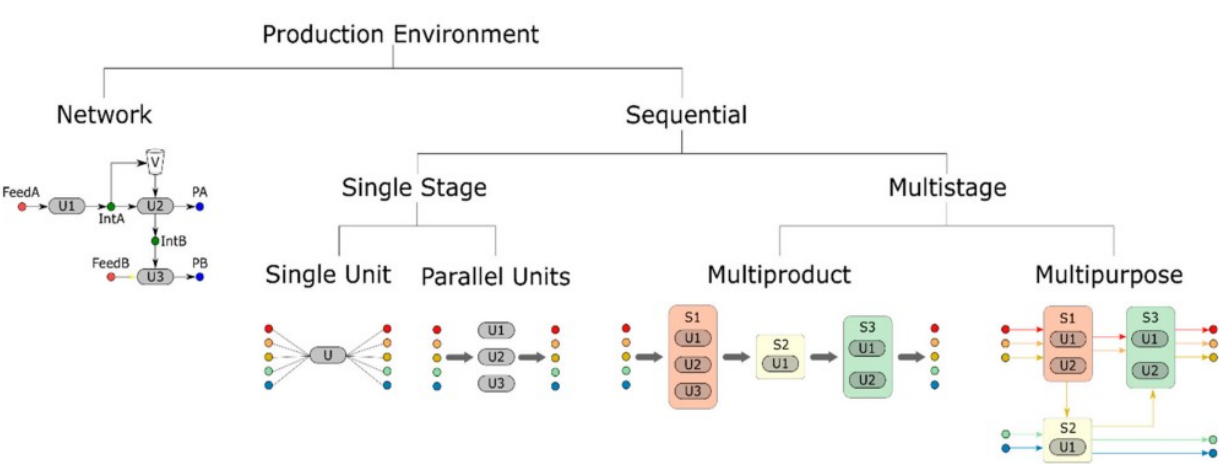 Production Environment
Network
Sequential
Single Stage
Multistage
Single Unit
Parallel Units
Multiproduct
Multipurpose
V
FeedA
U1
IntA
U2
PA
IntB
FeedB
U3
PB
U
U1
U2
U3
S1
U1
U2
U3
S2
U1
S3
U1
U2
S1
U1
U2
S3
U1
U2
S2
U1